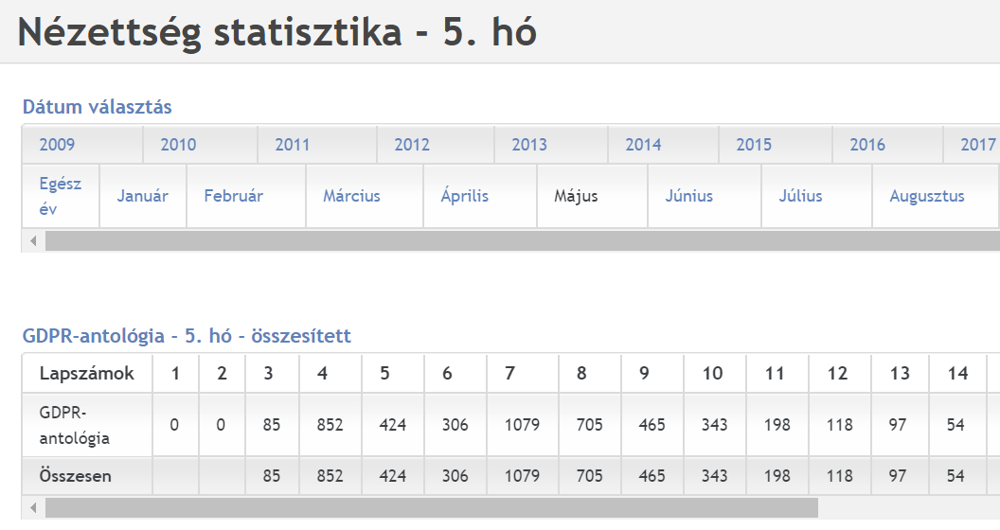 Nézettség statisztika - 5. hó
Dátum választás
2009 2010 2011 2012 2013 2014 2015 2016 2017
Egész év Január Február Március Április Május Június Július Augusztus
GDPR-antológia - 5. hó - összesített
Lapszámok 1 2 3 4 5 6 7 8 9 10 11 12 13 14
GDPR-antológia 0 0 85 852 424 306 1079 705 465 343 198 118 97 54
Összesen 85 852 424 306 1079 705 465 343 198 118 97 54